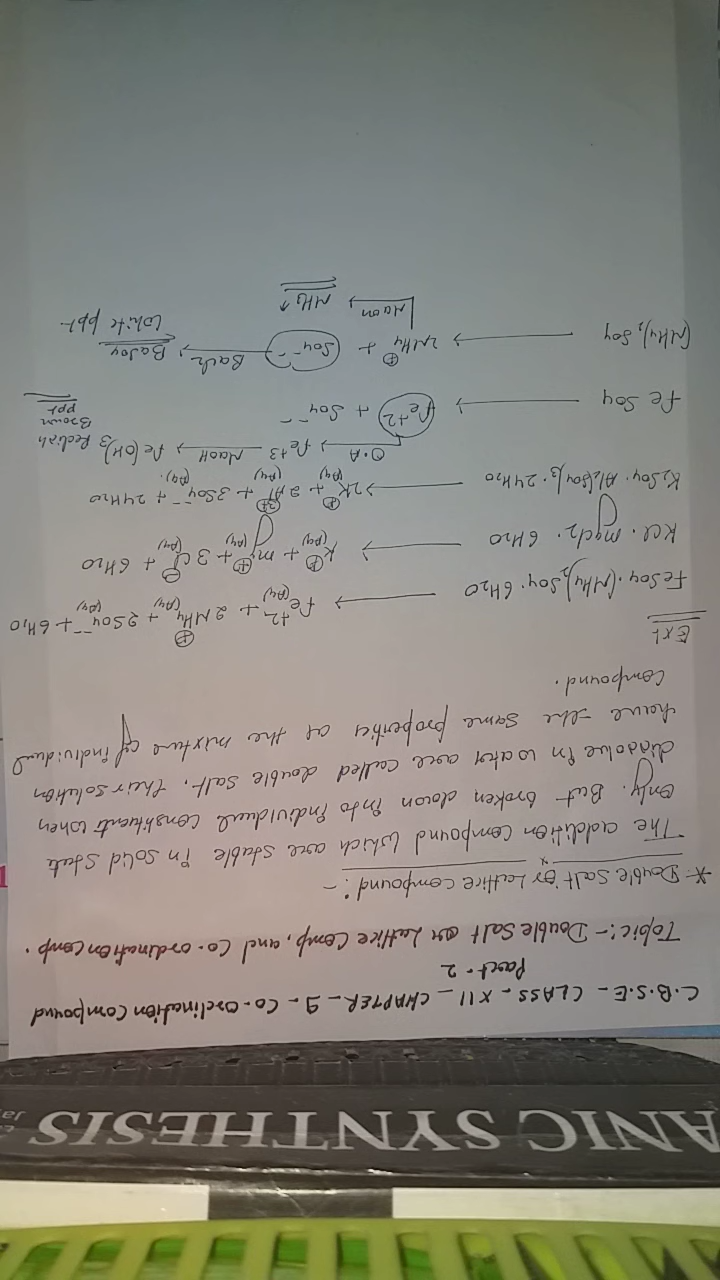 C.B.S.E - CLASS - XII - CHAPTER - 9 - Co-ordination Compound
Part-2
Topic:- Double Salt or Lattice Comp, and Co-ordination Comp.
* Double Salt or Lattice Compound:-
The addition Compound which are stable in Solid State
only. But broken down into individual constituent when
dissolve in water are called double salt. their solution
have the same properties as the mixture of individual
Compound.
Ex:-
FeSO4.(NH4)2SO4.6H2O ⟶ Fe+2(Aq) + 2NH4⊕(Aq) + 2SO4--(Aq) + 6H2O
KCl.MgCl2.6H2O ⟶ K⊕(Aq) + Mg⊕(Aq) + 3Cl⊖(Aq) + 6H2O
K2SO4.Al2(SO4)3.24H2O ⟶ 2K⊕(Aq) + 2Al3+(Aq) + 3SO4--(Aq) + 24H2O
O.A → Fe+3 NaOH → Fe(OH)3 Redish
Brown
ppt
FeSO4 ⟶ Fe+2 + SO4--
(NH4)2SO4 ⟶ 2NH4⊕ + SO4-- BaCl2 → BaSO4
White ppt
NaOH → NH3↑
ANIC SYNTHESIS